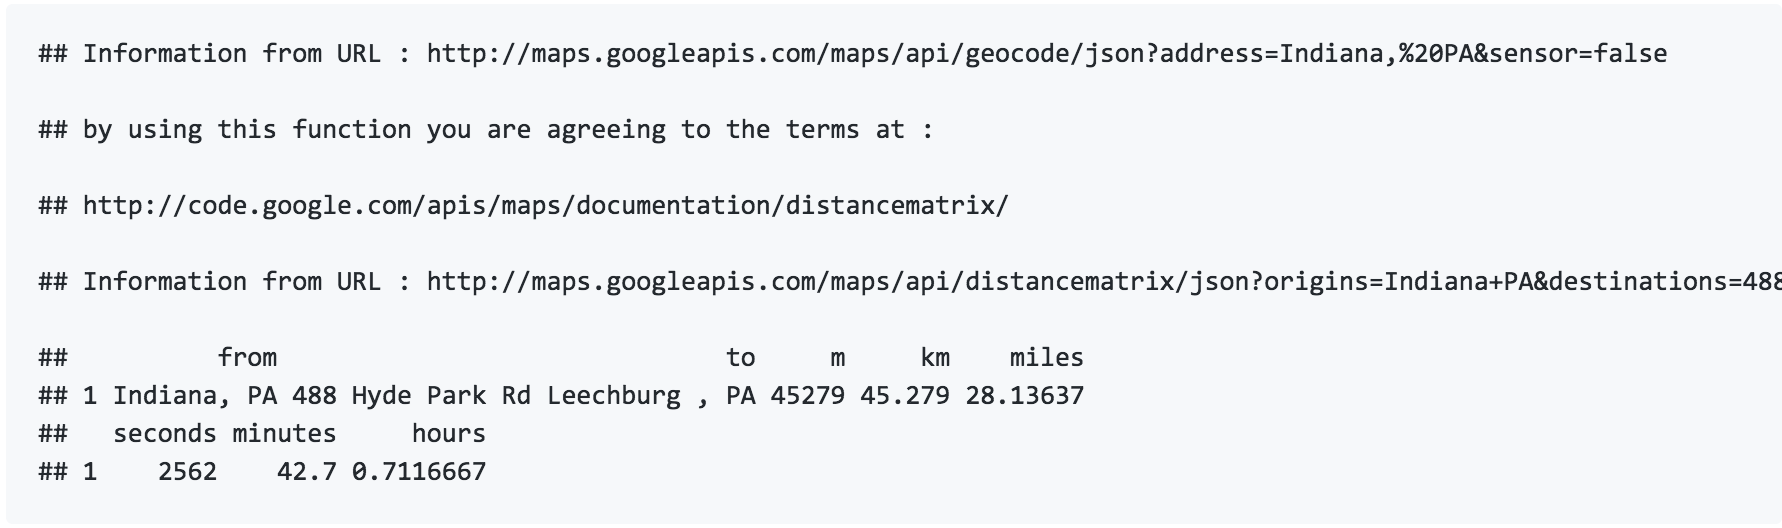 ## Information from URL : http://maps.googleapis.com/maps/api/geocode/json?address=Indiana,%20PA&sensor=false
## by using this function you are agreeing to the terms at :
## http://code.google.com/apis/maps/documentation/distancematrix/
## Information from URL : http://maps.googleapis.com/maps/api/distancematrix/json?origins=Indiana+PA&destinations=488
##          from                              to     m     km    miles
## 1 Indiana, PA 488 Hyde Park Rd Leechburg , PA 45279 45.279 28.13637
##   seconds minutes     hours
## 1    2562    42.7 0.7116667